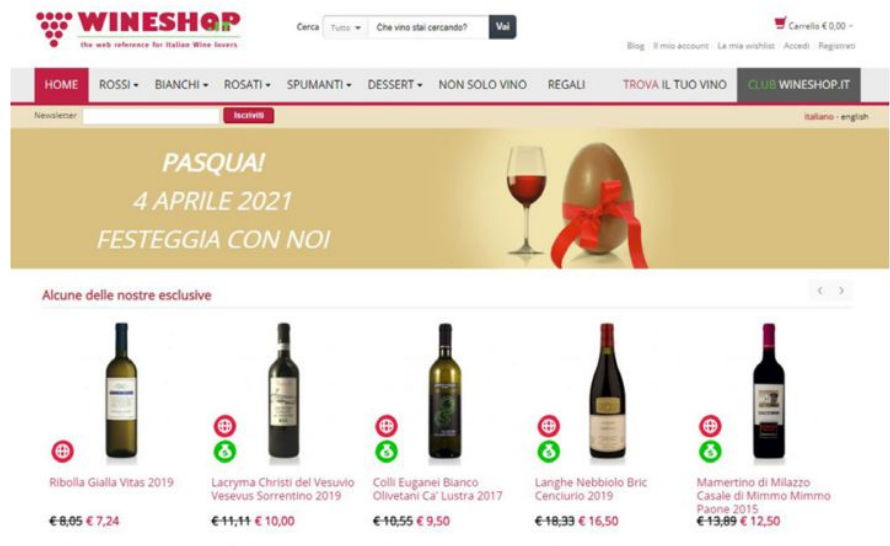 WINESHOP
.IT
the web reference for Italian Wine lovers
Cerca Tutto Che vino stai cercando? Vai
Carrello € 0,00
Blog Il mio account La mia wishlist Accedi Registrati
HOME ROSSI BIANCHI ROSATI SPUMANTI DESSERT NON SOLO VINO REGALI TROVA IL TUO VINO CLUB WINESHOP.IT
Newsletter Iscriviti italiano - english
PASQUA!
4 APRILE 2021
FESTEGGIA CON NOI
Alcune delle nostre esclusive
Ribolla Gialla Vitas 2019
€ 8,05 € 7,24
Lacryma Christi del Vesuvio
Vesevus Sorrentino 2019
€ 11,11 € 10,00
Colli Euganei Bianco
Olivetani Ca' Lustra 2017
€ 10,55 € 9,50
Langhe Nebbiolo Bric
Cenciurio 2019
€ 18,33 € 16,50
Mamertino di Milazzo
Casale di Mimmo Mimmo
Paone 2015
€ 13,89 € 12,50